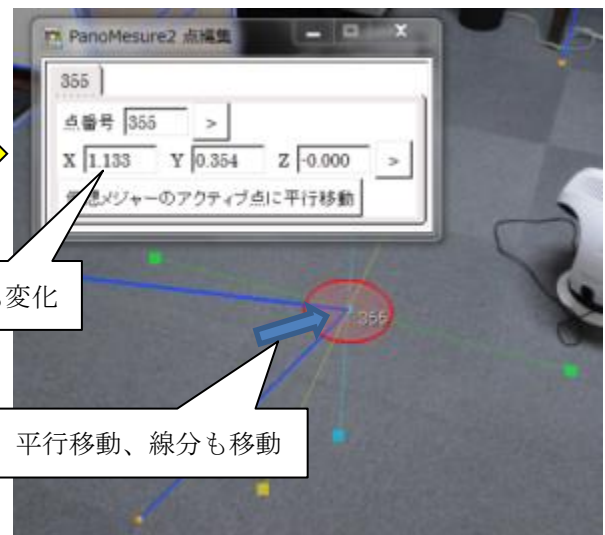 PanoMesure2 点編集
355
点番号 355 >
X 1.133 Y 0.354 Z -0.000 >
想メジャーのアクティブ点に平行移動
変化
355
平行移動、線分も移動